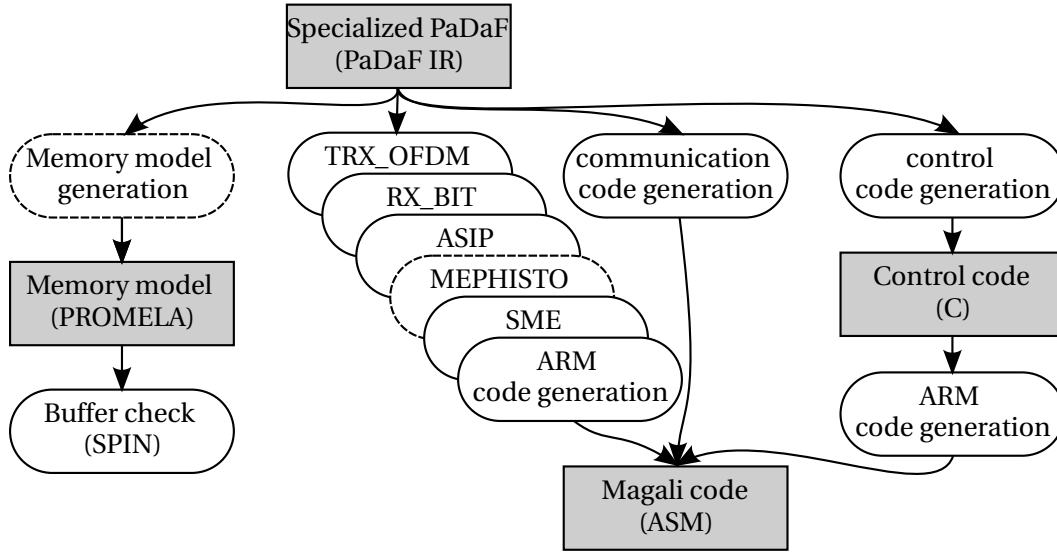 Specialized PaDaF
(PaDaF IR)
Memory model
generation
TRX_OFDM
RX_BIT
ASIP
MEPHISTO
SME
ARM
code generation
communication
code generation
control
code generation
Memory model
(PROMELA)
Control code
(C)
Buffer check
(SPIN)
ARM
code generation
Magali code
(ASM)